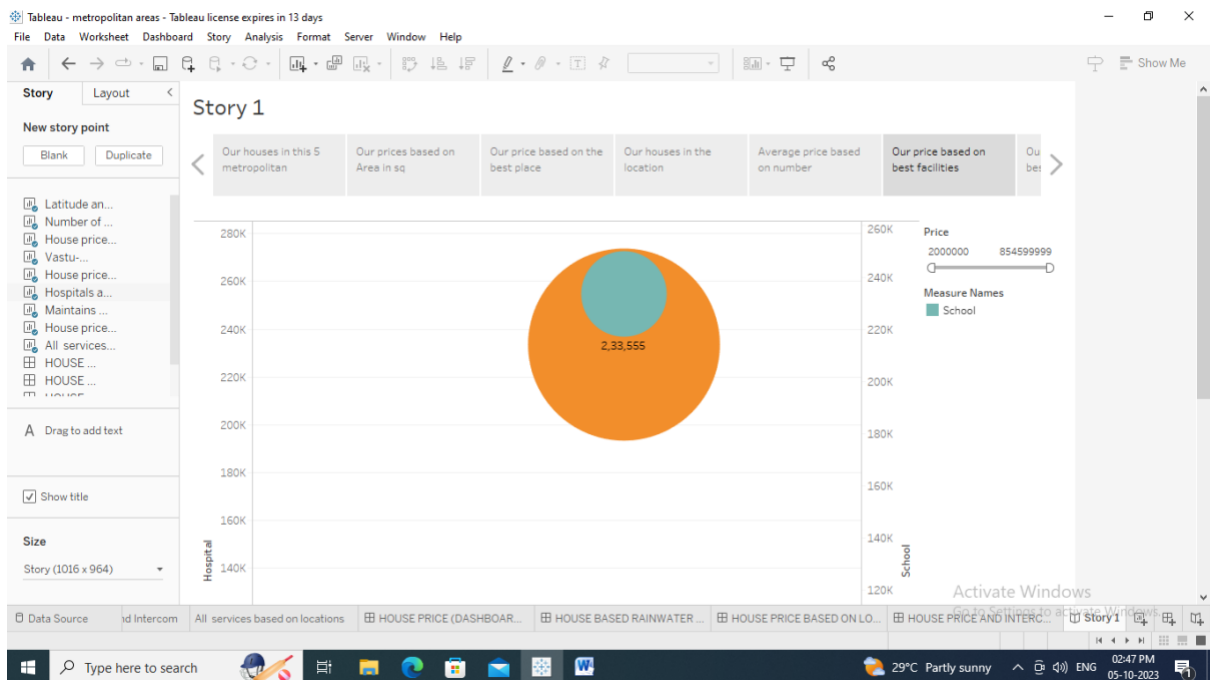 Tableau - metropolitan areas - Tableau license expires in 13 days
File Data Worksheet Dashboard Story Analysis Format Server Window Help
Show Me
Story Layout
New story point
Blank Duplicate
Latitude an...
Number of ...
House price...
Vastu-...
House price...
Hospitals a...
Maintains ...
House price...
All services...
HOUSE ...
HOUSE ...
A Drag to add text
Show title
Size
Story (1016 x 964)
Story 1
Our houses in this 5
metropolitan
Our prices based on
Area in sq
Our price based on the
best place
Our houses in the
location
Average price based
on number
Our price based on
best facilities
Ou
bes
280K
260K
240K
220K
200K
180K
160K
140K
Hospital
2,33,555
260K
240K
220K
200K
180K
160K
140K
120K
School
Price
2000000 854599999
Measure Names
School
Activate Windows
Go to Settings to activate Windows.
Data Source nd Intercom All services based on locations HOUSE PRICE (DASHBOAR... HOUSE BASED RAINWATER ... HOUSE PRICE BASED ON LO... HOUSE PRICE AND INTERC... Story 1
Type here to search
29°C Partly sunny ENG 02:47 PM
05-10-2023
1